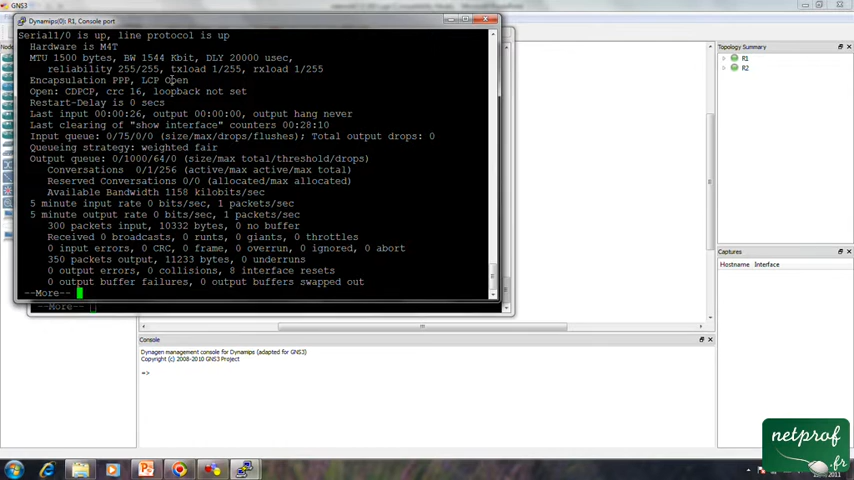 GNS3
Dynamips(0): R1, Console port
Serial1/0 is up, line protocol is up
Hardware is M4T
MTU 1500 bytes, BW 1544 Kbit, DLY 20000 usec,
reliability 255/255, txload 1/255, rxload 1/255
Encapsulation PPP, LCP Open
Open: CDPCP, crc 16, loopback not set
Restart-Delay is 0 secs
Last input 00:00:26, output 00:00:00, output hang never
Last clearing of "show interface" counters 00:28:10
Input queue: 0/75/0/0 (size/max/drops/flushes); Total output drops: 0
Queueing strategy: weighted fair
Output queue: 0/1000/64/0 (size/max total/threshold/drops)
Conversations  0/1/256 (active/max active/max total)
Reserved Conversations 0/0 (allocated/max allocated)
Available Bandwidth 1158 kilobits/sec
5 minute input rate 0 bits/sec, 1 packets/sec
5 minute output rate 0 bits/sec, 1 packets/sec
300 packets input, 10332 bytes, 0 no buffer
Received 0 broadcasts, 0 runts, 0 giants, 0 throttles
0 input errors, 0 CRC, 0 frame, 0 overrun, 0 ignored, 0 abort
350 packets output, 11233 bytes, 0 underruns
0 output errors, 0 collisions, 8 interface resets
0 output buffer failures, 0 output buffers swapped out
--More--
--More--
Topology Summary
R1
R2
Captures
Hostname Interface
Console
Dynagen management console for Dynamips (adapted for GNS3)
Copyright (c) 2008-2010 GNS3 Project
=>
netprof
.fr